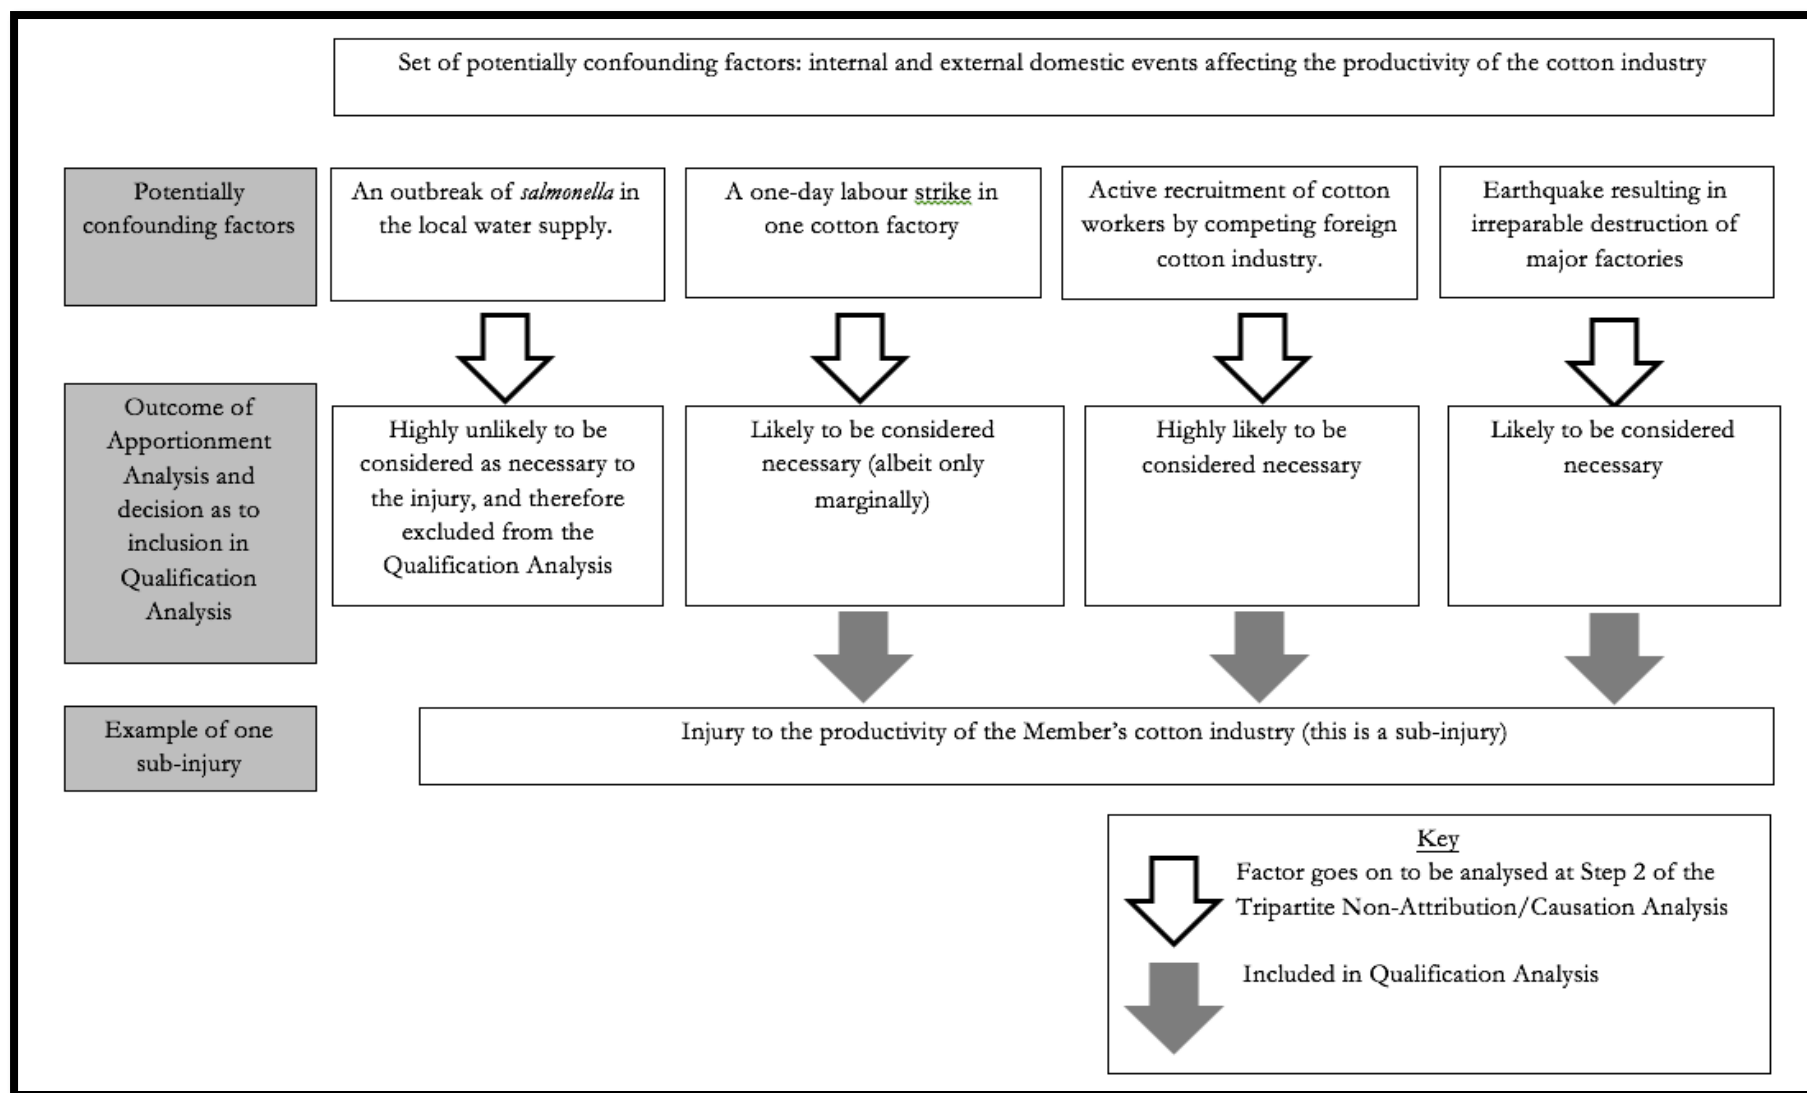 Set of potentially confounding factors: internal and external domestic events affecting the productivity of the cotton industry
Potentially
confounding factors
An outbreak of salmonella in
the local water supply.
A one-day labour strike in
one cotton factory
Active recruitment of cotton
workers by competing foreign
cotton industry.
Earthquake resulting in
irreparable destruction of
major factories
Outcome of
Apportionment
Analysis and
decision as to
inclusion in
Qualification
Analysis
Highly unlikely to be
considered as necessary to
the injury, and therefore
excluded from the
Qualification Analysis
Likely to be considered
necessary (albeit only
marginally)
Highly likely to be
considered necessary
Likely to be considered
necessary
Example of one
sub-injury
Injury to the productivity of the Member’s cotton industry (this is a sub-injury)
Key
Factor goes on to be analysed at Step 2 of the
Tripartite Non-Attribution/Causation Analysis
Included in Qualification Analysis